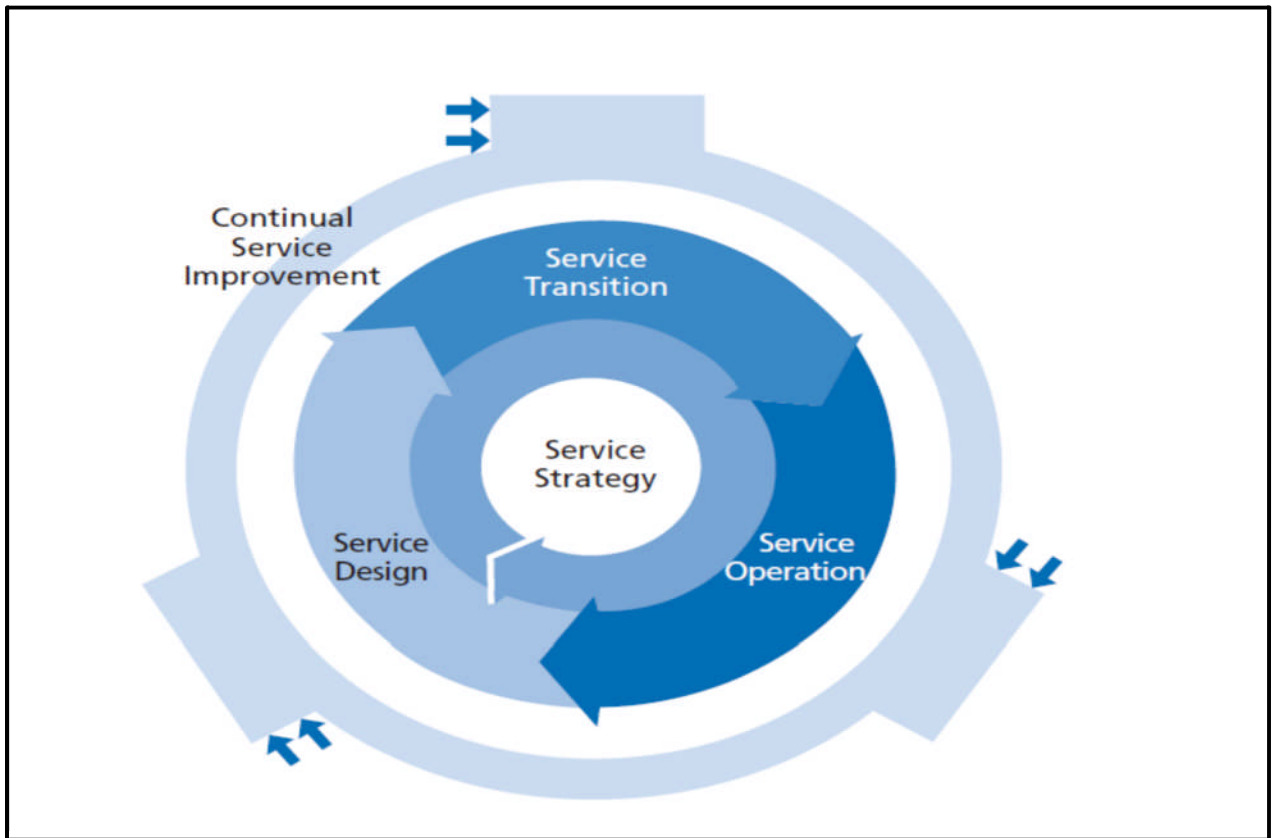 Continual
Service
Improvement
Service
Transition
Service
Strategy
Service
Design
Service
Operation